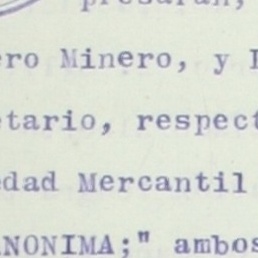 presaran,
ero Minero, y
etario, respect
edad Mercantil
ANONIMA;" ambos